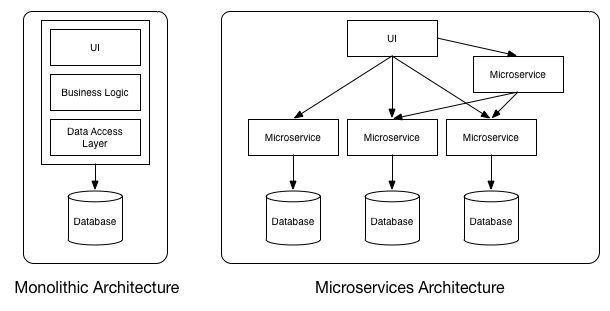 UI
Business Logic
Data Access
Layer
Database
Monolithic Architecture
UI
Microservice
Microservice
Microservice
Microservice
Database
Database
Database
Microservices Architecture